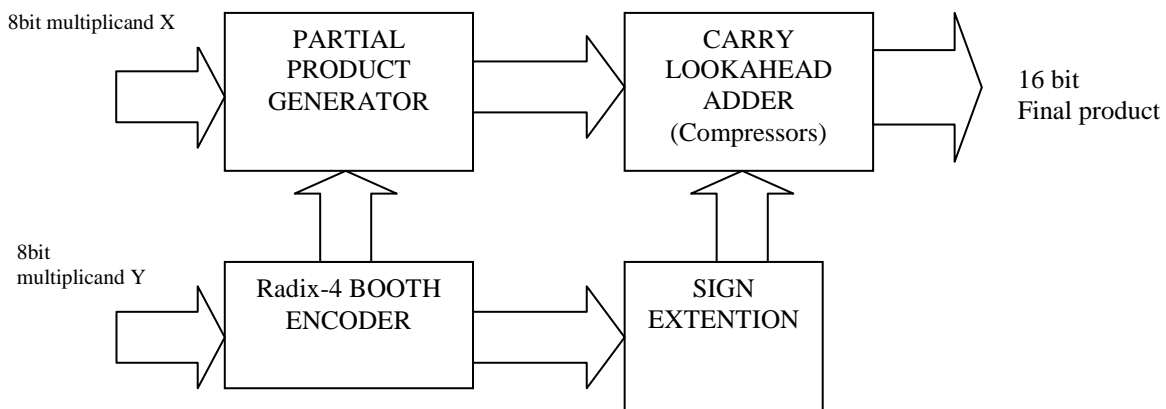 8bit multiplicand X
PARTIAL
PRODUCT
GENERATOR
CARRY
LOOKAHEAD
ADDER
(Compressors)
16 bit
Final product
8bit
multiplicand Y
Radix-4 BOOTH
ENCODER
SIGN
EXTENTION